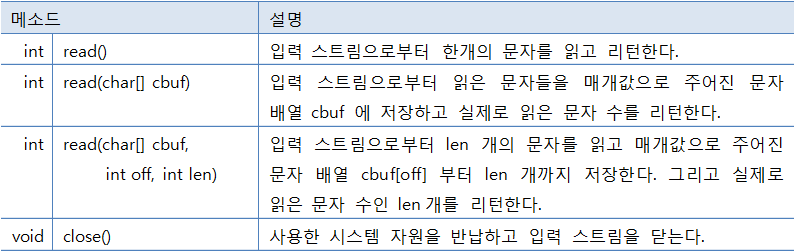 메소드 설명
int read() 입력 스트림으로부터 한개의 문자를 읽고 리턴한다.
int read(char[] cbuf) 입력 스트림으로부터 읽은 문자들을 매개값으로 주어진 문자
배열 cbuf 에 저장하고 실제로 읽은 문자 수를 리턴한다.
int read(char[] cbuf, 입력 스트림으로부터 len 개의 문자를 읽고 매개값으로 주어진
int off, int len) 문자 배열 cbuf[off] 부터 len 개까지 저장한다. 그리고 실제로
읽은 문자 수인 len개를 리턴한다.
void close() 사용한 시스템 자원을 반납하고 입력 스트림을 닫는다.